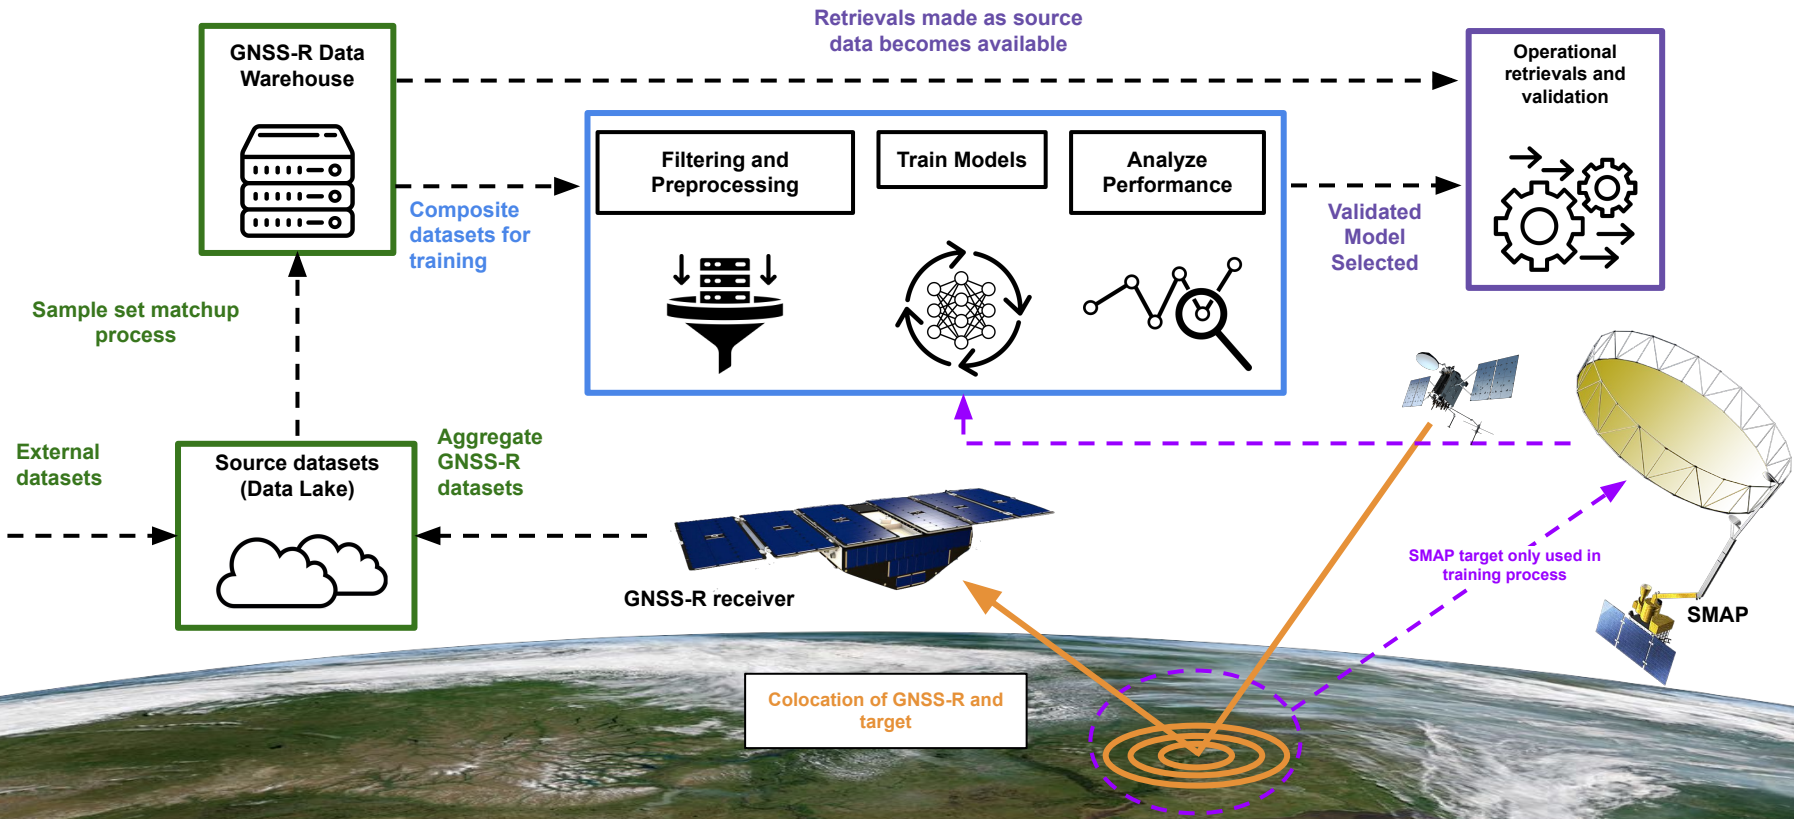 Retrievals made as source
data becomes available
GNSS-R Data
Warehouse
Operational
retrievals and
validation
Filtering and
Preprocessing
Train Models
Analyze
Performance
Composite
datasets for
training
Validated
Model
Selected
Sample set matchup
process
External
datasets
Source datasets
(Data Lake)
Aggregate
GNSS-R
datasets
SMAP target only used in
training process
GNSS-R receiver
SMAP
Colocation of GNSS-R and
target